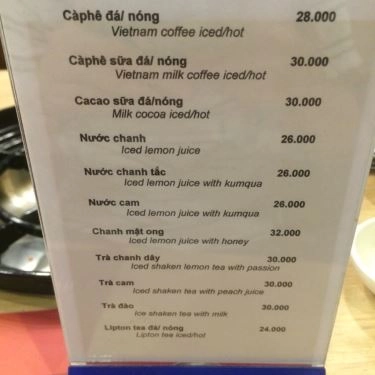 Càphê đá/ nóng 28.000
Vietnam coffee iced/hot
Càphê sữa đá/ nóng 30.000
Vietnam milk coffee iced/hot
Cacao sữa đá/nóng 30.000
Milk cocoa iced/hot
Nước chanh 26.000
Iced lemon juice
Nước chanh tắc 26.000
Iced lemon juice with kumqua
Nước cam 26.000
Iced lemon juice with kumqua
Chanh mật ong 32.000
Iced lemon juice with honey
Trà chanh dây 30.000
Iced shaken lemon tea with passion
Trà cam 30.000
Iced shaken tea with peach juice
Trà đào 30.000
Ice shaken tea with milk
Lipton tea đá/ nóng 24.000
Lipton tea iced/hot